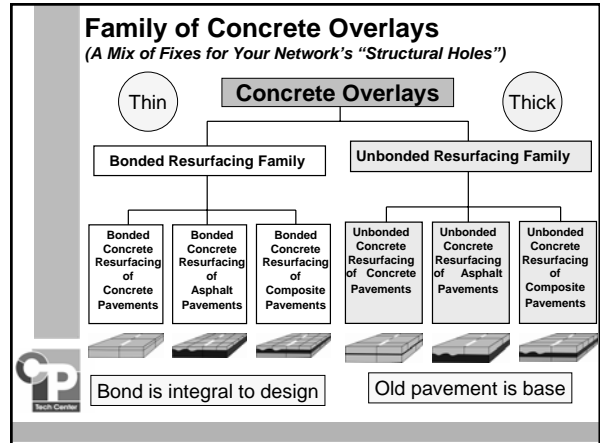 Family of Concrete Overlays
(A Mix of Fixes for Your Network's “Structural Holes”)
Thin
Concrete Overlays
Thick
Bonded Resurfacing Family
Unbonded Resurfacing Family
Bonded
Concrete
Resurfacing
of
Concrete
Pavements
Bonded
Concrete
Resurfacing
of
Asphalt
Pavements
Bonded
Concrete
Resurfacing
of
Composite
Pavements
Unbonded
Concrete
Resurfacing
of Concrete
Pavements
Unbonded
Concrete
Resurfacing
of Asphalt
Pavements
Unbonded
Concrete
Resurfacing
of
Composite
Pavements
CP
Tech Center
Bond is integral to design
Old pavement is base